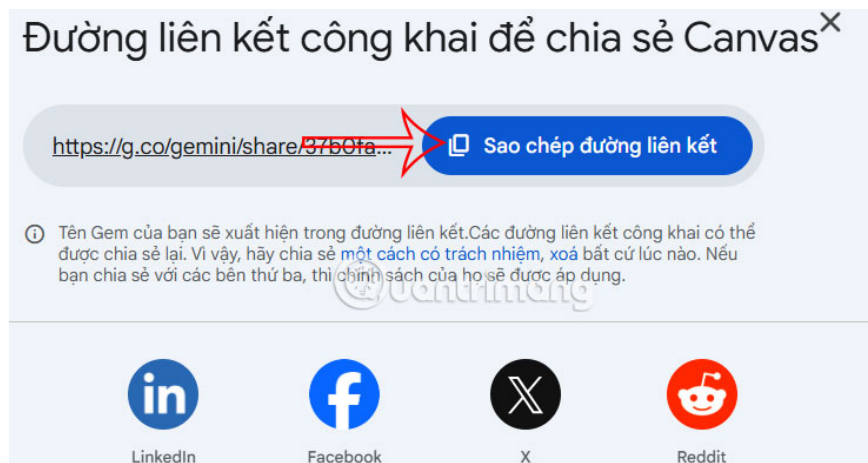 Đường liên kết công khai để chia sẻ Canvas
https://g.co/gemini/share/37b0fa...
Sao chép đường liên kết
Tên Gem của bạn sẽ xuất hiện trong đường liên kết.Các đường liên kết công khai có thể
được chia sẻ lại. Vì vậy, hãy chia sẻ một cách có trách nhiệm, xoá bất cứ lúc nào. Nếu
bạn chia sẻ với các bên thứ ba, thì chính sách của họ sẽ được áp dụng.
Quantrimang
LinkedIn Facebook X Reddit